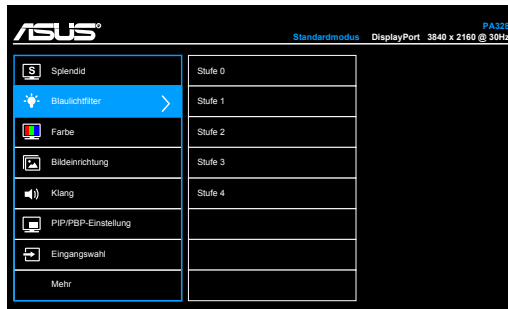 ASUS
PA328
Standardmodus DisplayPort 3840 x 2160 @ 30Hz
S Splendid
Blaulichtfilter
Farbe
Bildeinrichtung
Klang
PIP/PBP-Einstellung
Eingangswahl
Mehr
Stufe 0
Stufe 1
Stufe 2
Stufe 3
Stufe 4